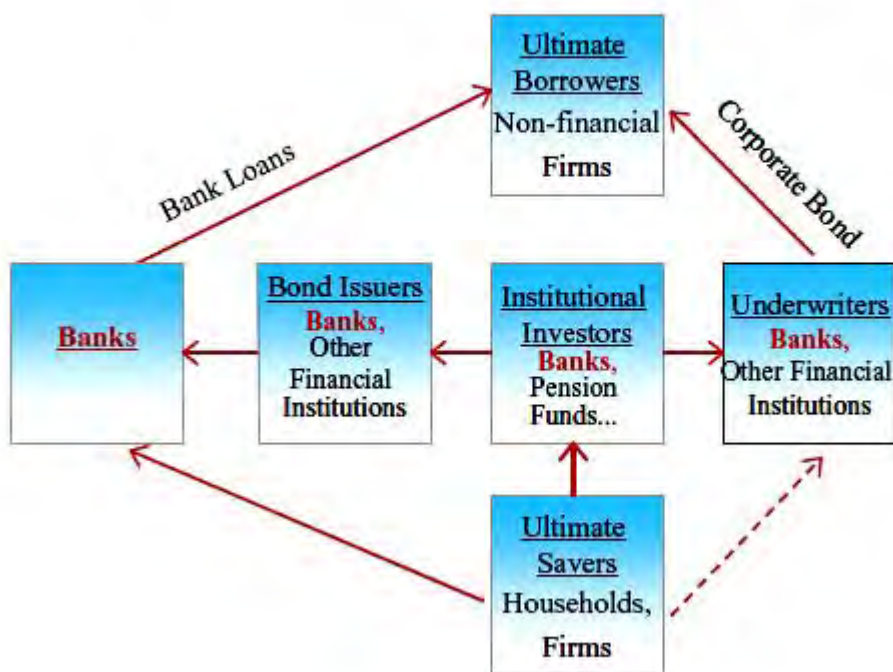 Ultimate
Borrowers
Non-financial
Firms
Bank Loans
Corporate Bond
Banks
Bond Issuers
Banks,
Other
Financial
Institutions
Institutional
Investors
Banks,
Pension
Funds...
Underwriters
Banks,
Other Financial
Institutions
Ultimate
Savers
Households,
Firms